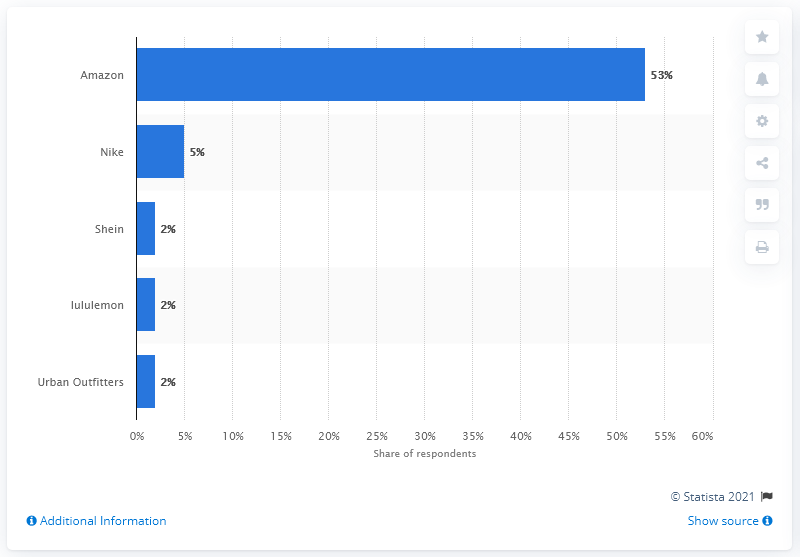 Amazon
53%
Nike
5%
Shein
2%
lululemon
2%
Urban Outfitters
2%
0% 5% 10% 15% 20% 25% 30% 35% 40% 45% 50% 55% 60%
Share of respondents
© Statista 2021
Additional Information
Show source